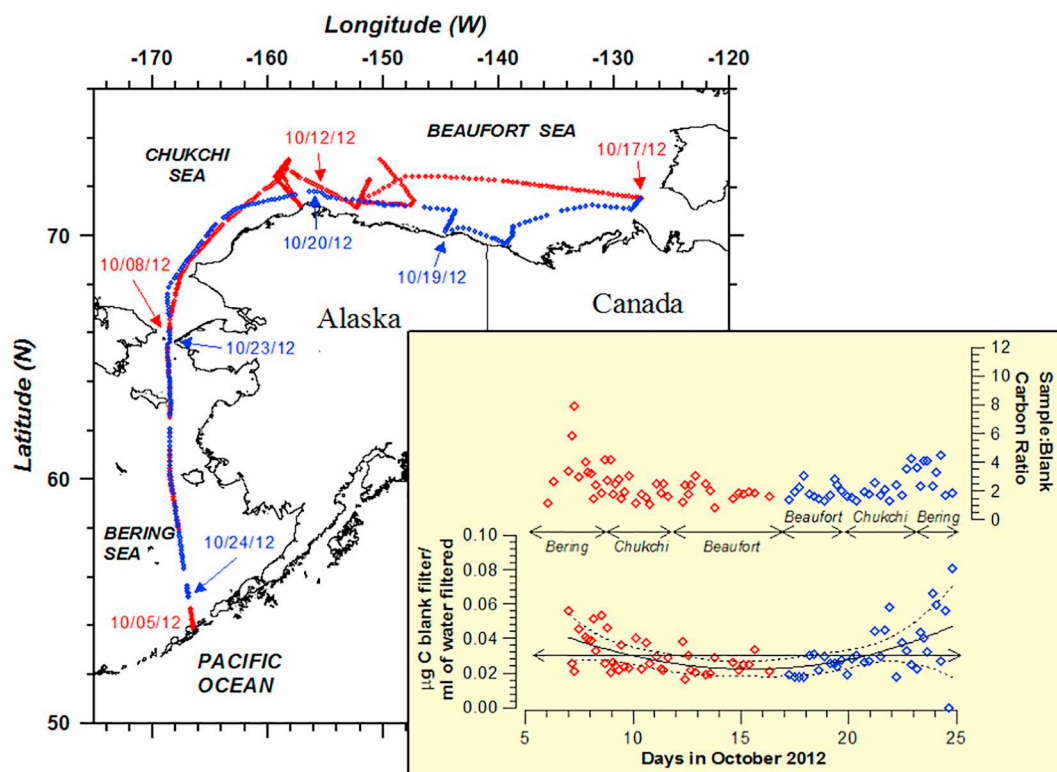 Longitude (W)
-170 -160 -150 -140 -130 -120
BEAUFORT SEA
10/12/12
10/17/12
CHUKCHI
SEA
70
10/20/12
10/19/12
10/08/12
Alaska
Canada
10/23/12
Latitude (N)
60
BERING
SEA
10/24/12
10/05/12
PACIFIC
OCEAN
50
12
10
8
6
4
2
0
Sample:Blank
Carbon Ratio
Bering Chukchi Beaufort Beaufort Chukchi Bering
0.10
0.08
0.06
0.04
0.02
0.00
µg C blank filter/
ml of water filtered
5 10 15 20 25
Days in October 2012